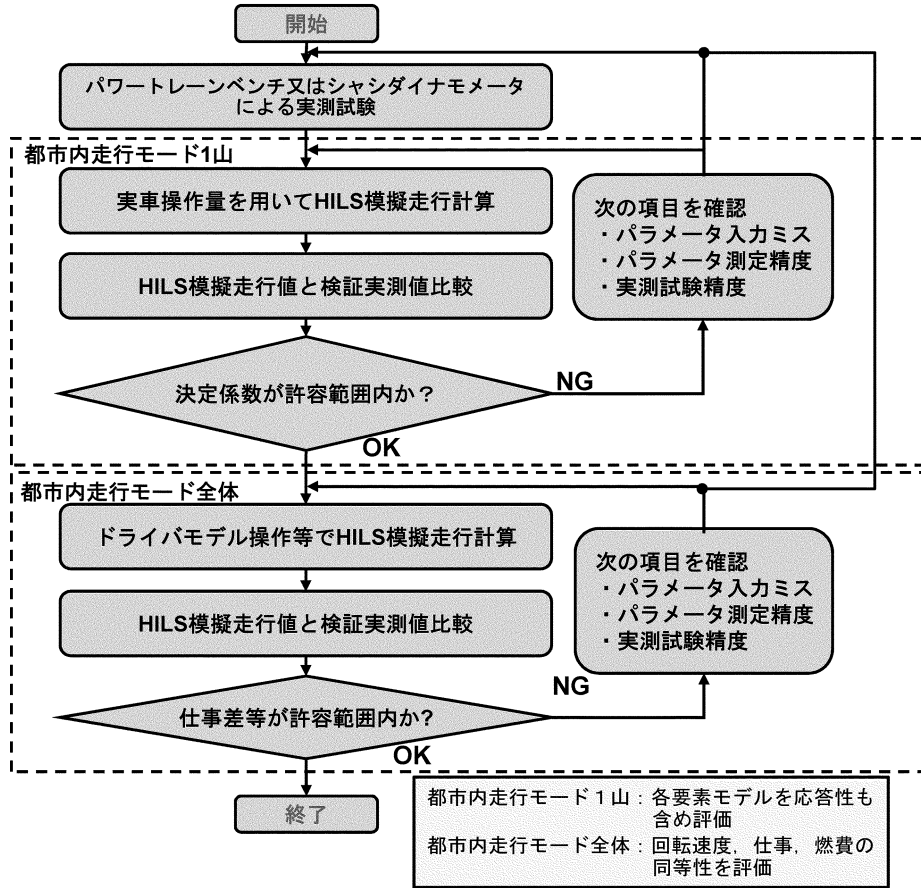 開始
パワートレーンベンチ又はシャシダイナモメータ
による実測試験
都市内走行モード1山
実車操作量を用いてHILS模擬走行計算
次の項目を確認
・パラメータ入力ミス
・パラメータ測定精度
・実測試験精度
HILS模擬走行値と検証実測値比較
決定係数が許容範囲内か？
NG
OK
都市内走行モード全体
ドライバモデル操作等でHILS模擬走行計算
次の項目を確認
・パラメータ入力ミス
・パラメータ測定精度
・実測試験精度
HILS模擬走行値と検証実測値比較
仕事差等が許容範囲内か?
NG
OK
終了
都市内走行モード１山：各要素モデルを応答性も
含め評価
都市内走行モード全体：回転速度，仕事，燃費の
同等性を評価